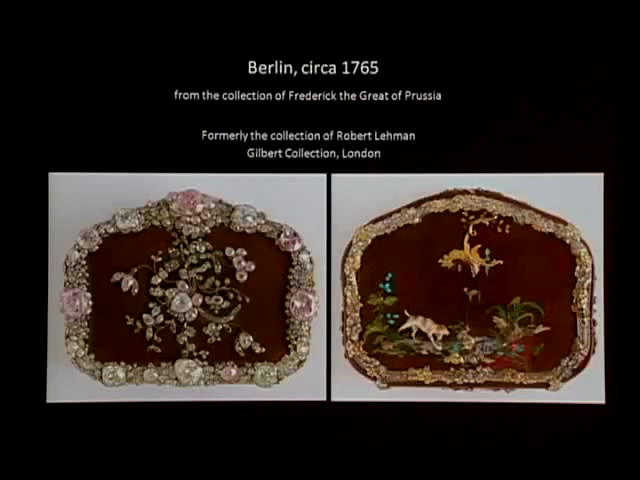 Berlin, circa 1765
from the collection of Frederick the Great of Prussia
Formerly the collection of Robert Lehman
Gilbert Collection, London